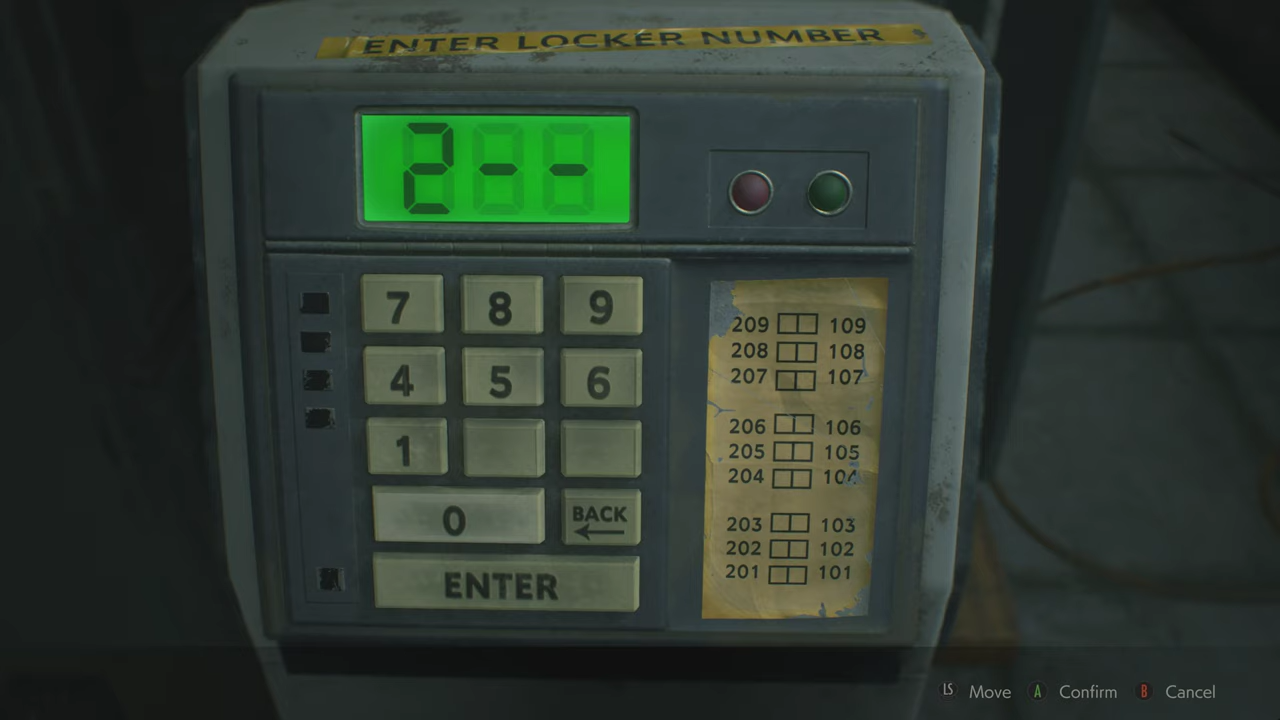 ENTER LOCKER NUMBER
2--
7 8 9
4 5 6
1
0 BACK
ENTER
209 109
208 108
207 107
206 106
205 105
204 104
203 103
202 102
201 101
LS Move A Confirm B Cancel